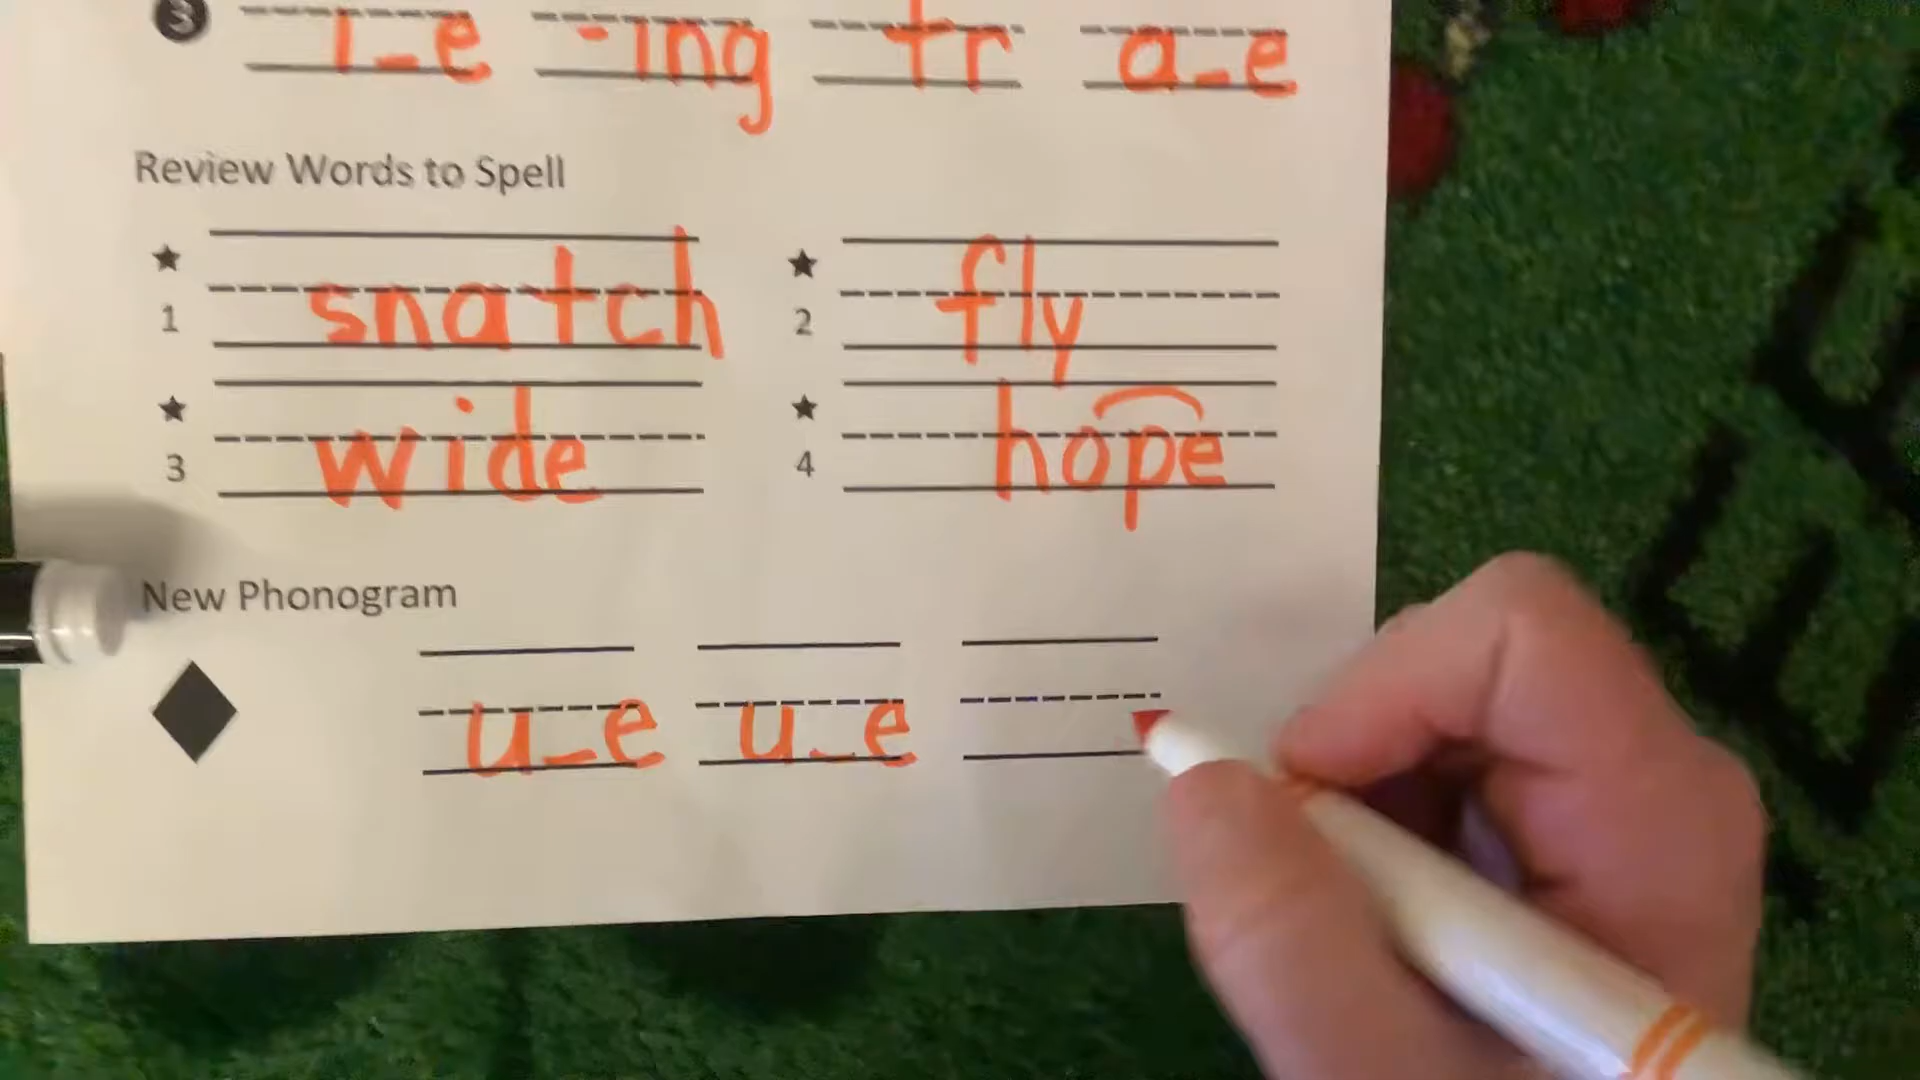 3 i_e -ing tr a_e
Review Words to Spell
★ 1 snatch ★ 2 fly
★ 3 wide ★ 4 hope
New Phonogram
u_e u_e